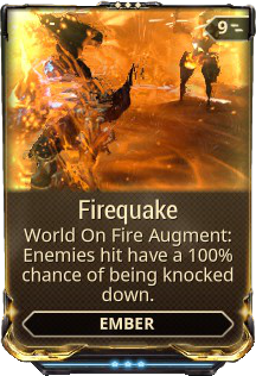 9
Firequake
World On Fire Augment:
Enemies hit have a 100%
chance of being knocked
down.
EMBER